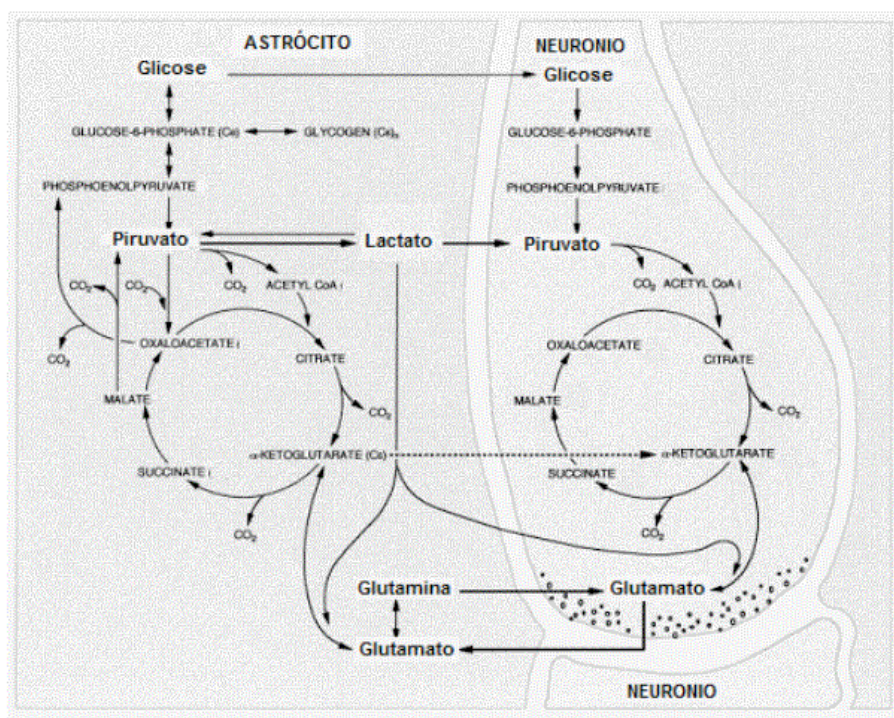 ASTRÓCITO
NEURONIO
Glicose
Glicose
GLUCOSE-6-PHOSPHATE (C6)
GLYCOGEN (C6)n
GLUCOSE-6-PHOSPHATE
PHOSPHOENOLPYRUVATE
PHOSPHOENOLPYRUVATE
Piruvato
Lactato
Piruvato
CO2
CO2
CO2
ACETYL CoA
CO2
ACETYL CoA
CO2
OXALOACETATE
CITRATE
OXALOACETATE
CITRATE
MALATE
CO2
MALATE
CO2
α-KETOGLUTARATE
α-KETOGLUTARATE
SUCCINATE
SUCCINATE
CO2
CO2
Glutamina
Glutamato
Glutamato
NEURONIO